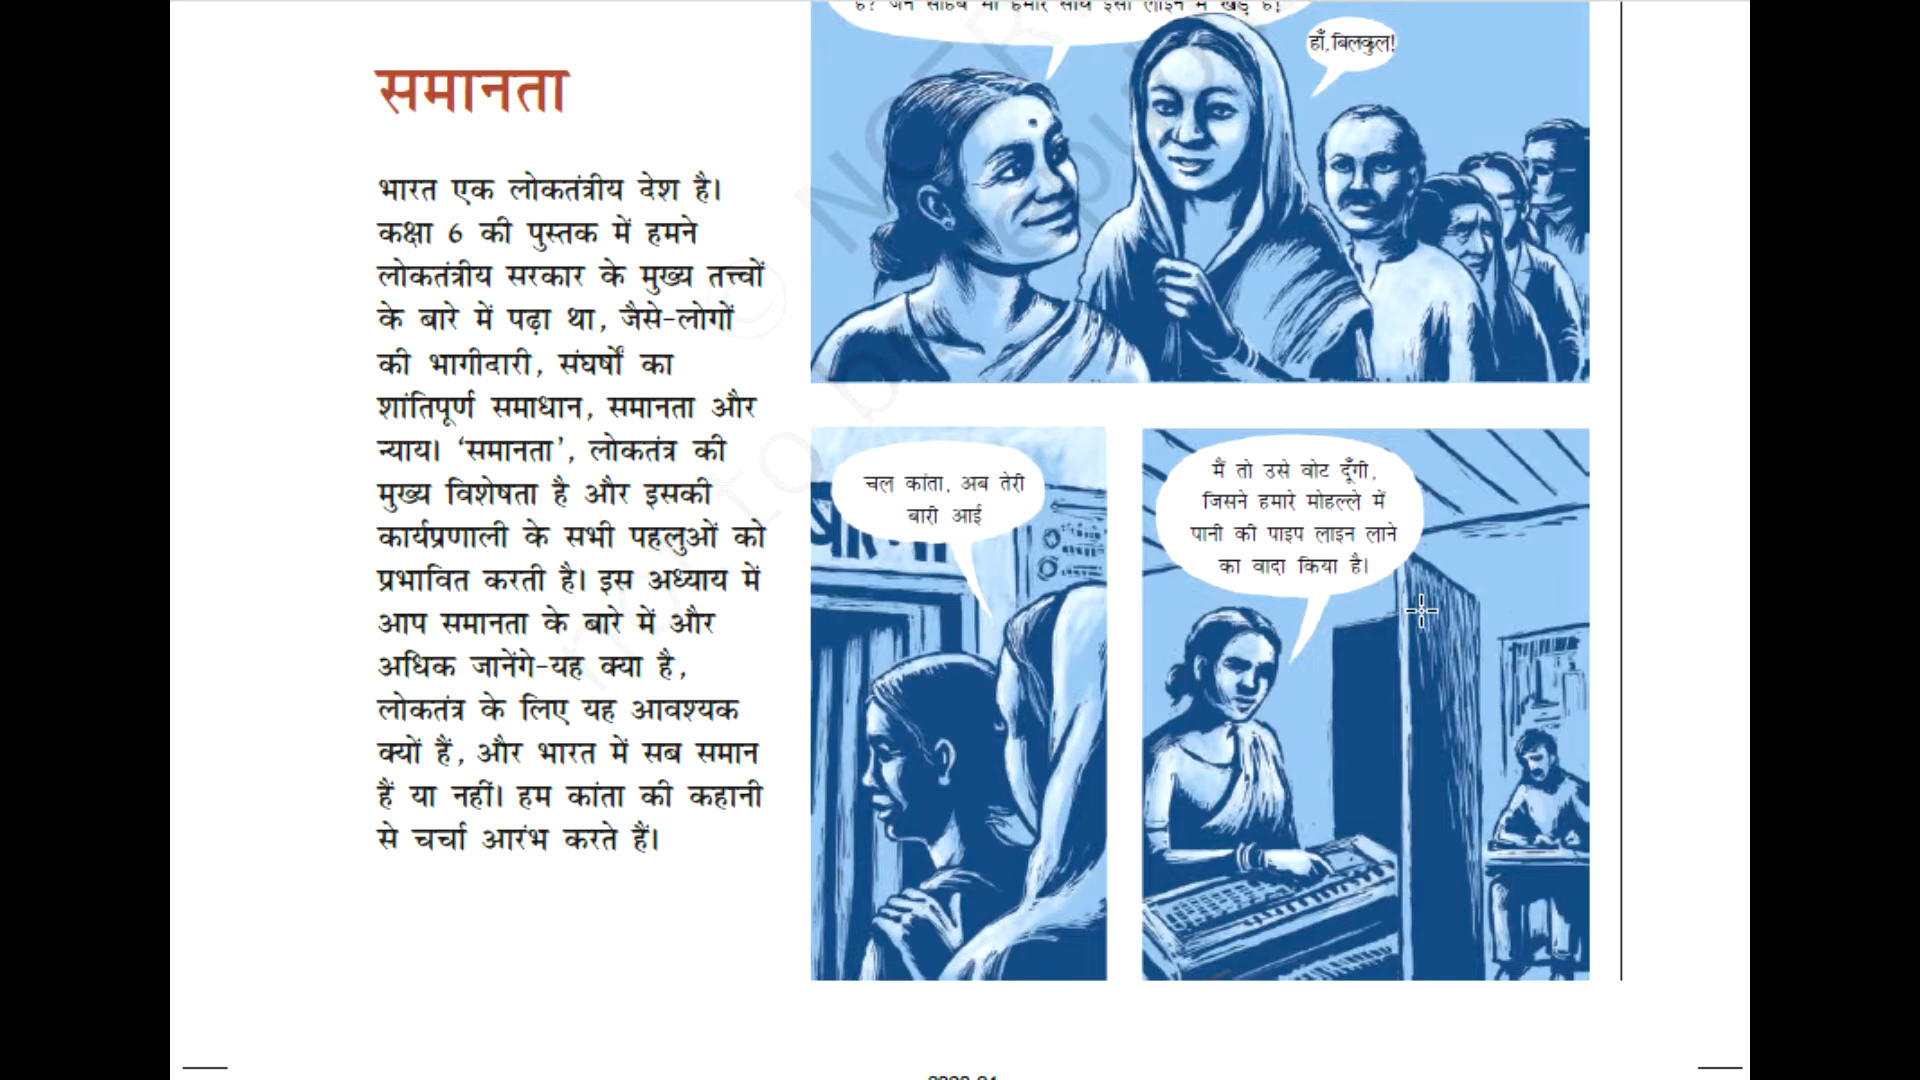 समानता
भारत एक लोकतंत्रीय देश है।
कक्षा 6 की पुस्तक में हमने
लोकतंत्रीय सरकार के मुख्य तत्त्वों
के बारे में पढ़ा था, जैसे-लोगों
की भागीदारी, संघर्षों का
शांतिपूर्ण समाधान, समानता और
न्याय। ‘समानता’, लोकतंत्र की
मुख्य विशेषता है और इसकी
कार्यप्रणाली के सभी पहलुओं को
प्रभावित करती है। इस अध्याय में
आप समानता के बारे में और
अधिक जानेंगे-यह क्या है,
लोकतंत्र के लिए यह आवश्यक
क्यों हैं, और भारत में सब समान
हैं या नहीं। हम कांता की कहानी
से चर्चा आरंभ करते हैं।
हाँ, बिलकुल!
चल कांता, अब तेरी
बारी आई
मैं तो उसे वोट दूँगी,
जिसने हमारे मोहल्ले में
पानी की पाइप लाइन लाने
का वादा किया है।